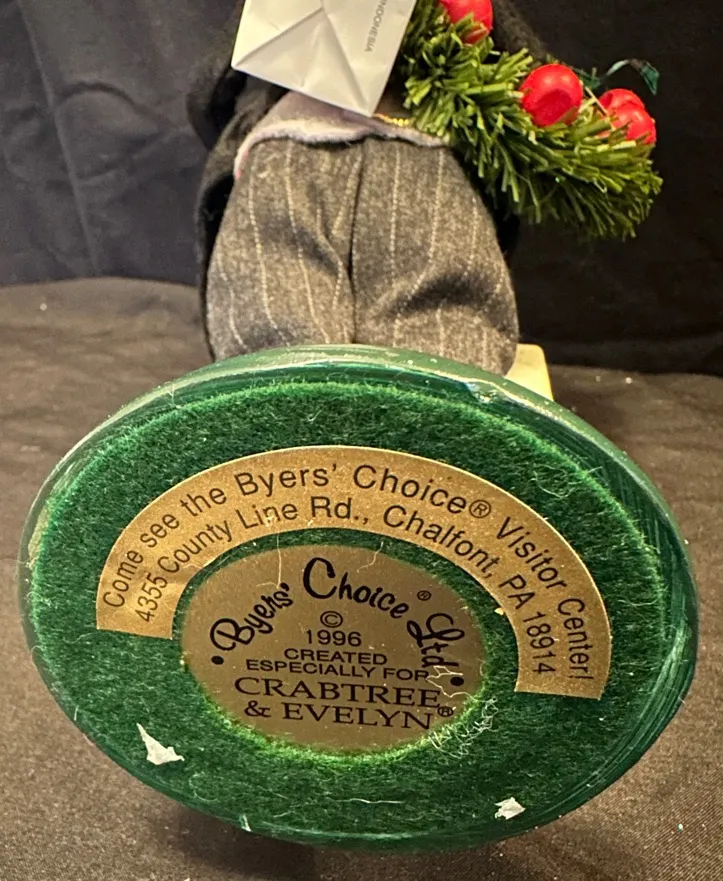 INDONESIA
Come see the Byers' Choice® Visitor Center!
4355 County Line Rd., Chalfont, PA 18914
• Byers' Choice ® Ltd. •
©
1996
CREATED
ESPECIALLY FOR
CRABTREE
& EVELYN®